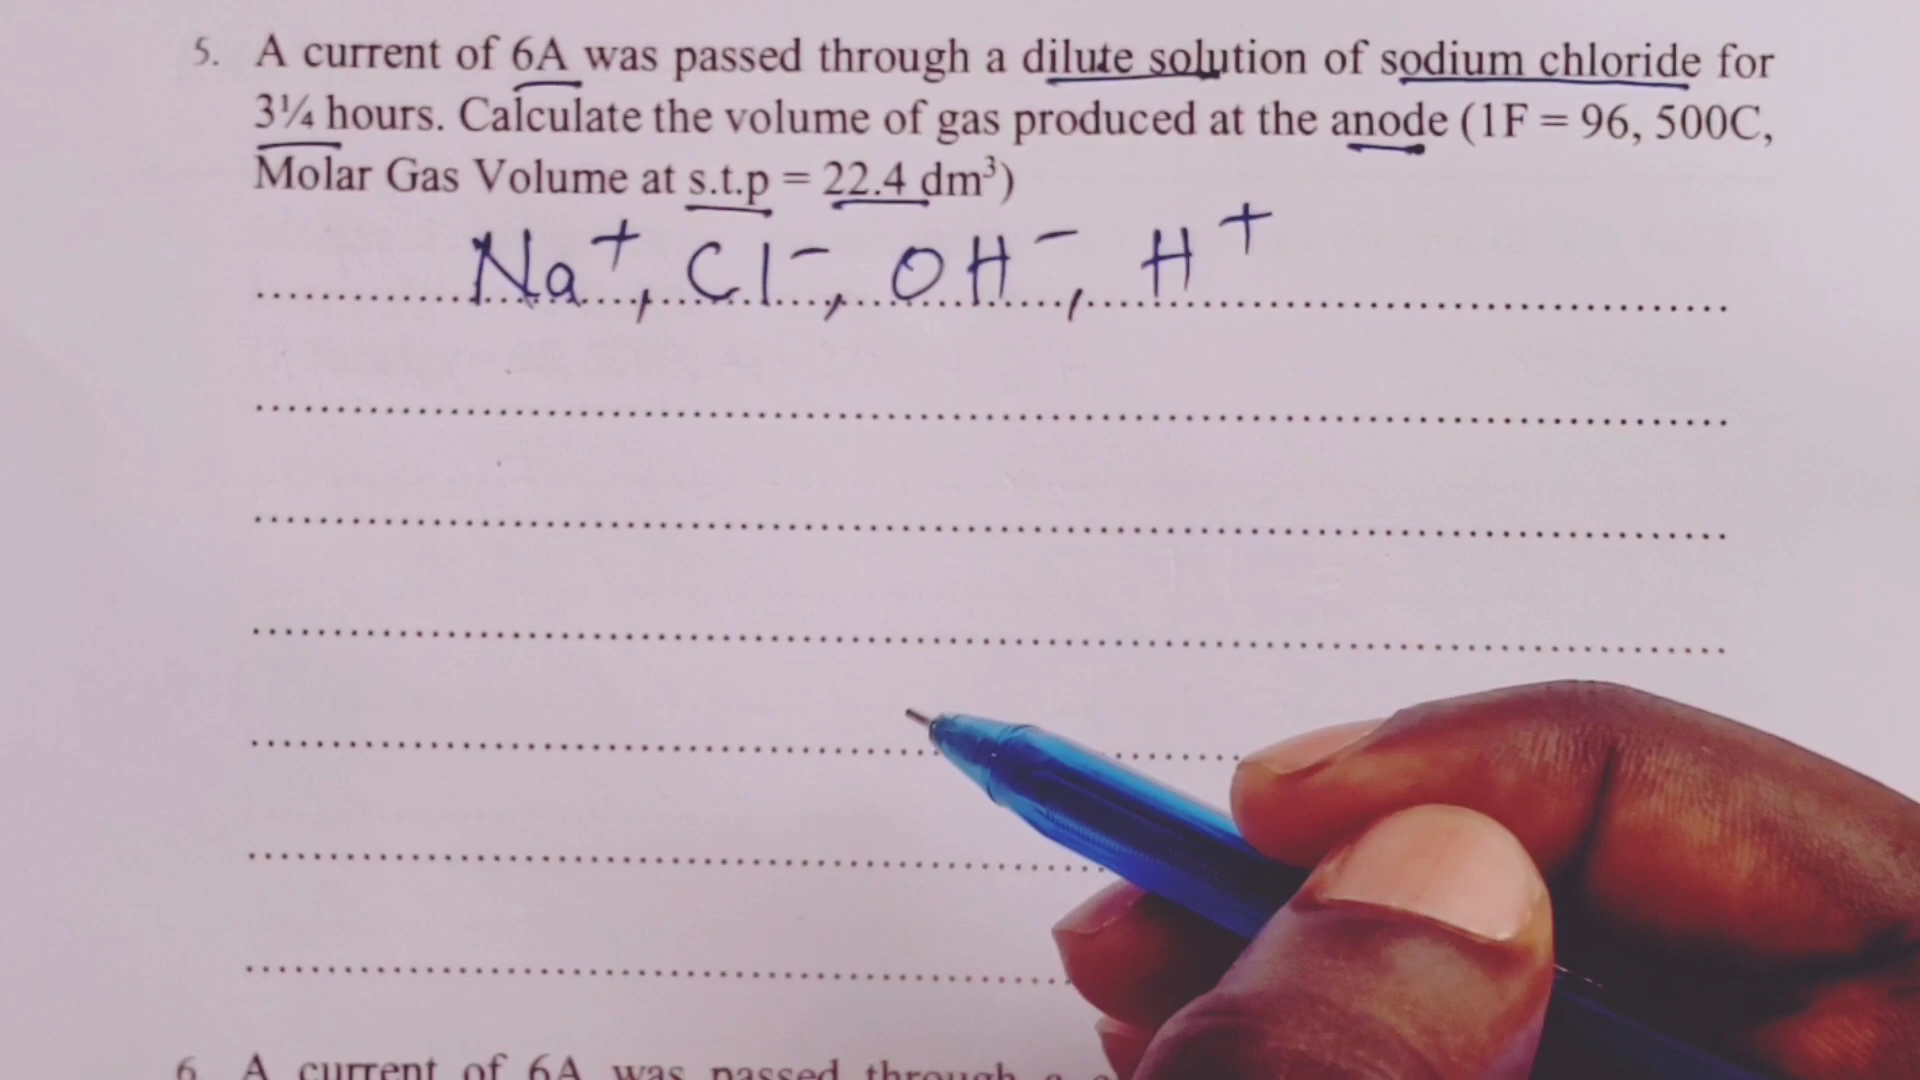 5. A current of 6A was passed through a dilute solution of sodium chloride for
3¼ hours. Calculate the volume of gas produced at the anode (1F = 96, 500C,
Molar Gas Volume at s.t.p = 22.4 dm³)
Na⁺, Cl⁻, OH⁻, H⁺
6. A current of 6A was passed through a